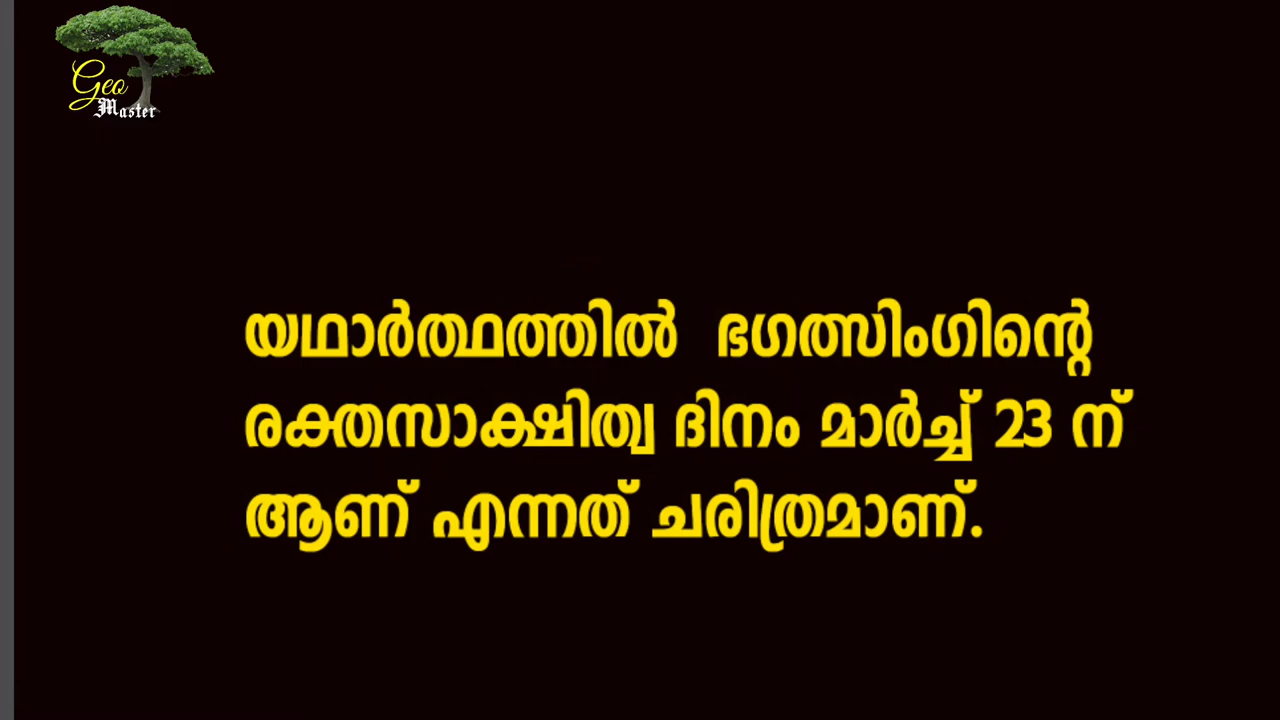 Geo
Master
യഥാർത്ഥത്തിൽ ഭഗത്സിംഗിന്റെ
രക്തസാക്ഷിത്വ ദിനം മാർച്ച് 23 ന്
ആണ് എന്നത് ചരിത്രമാണ്.